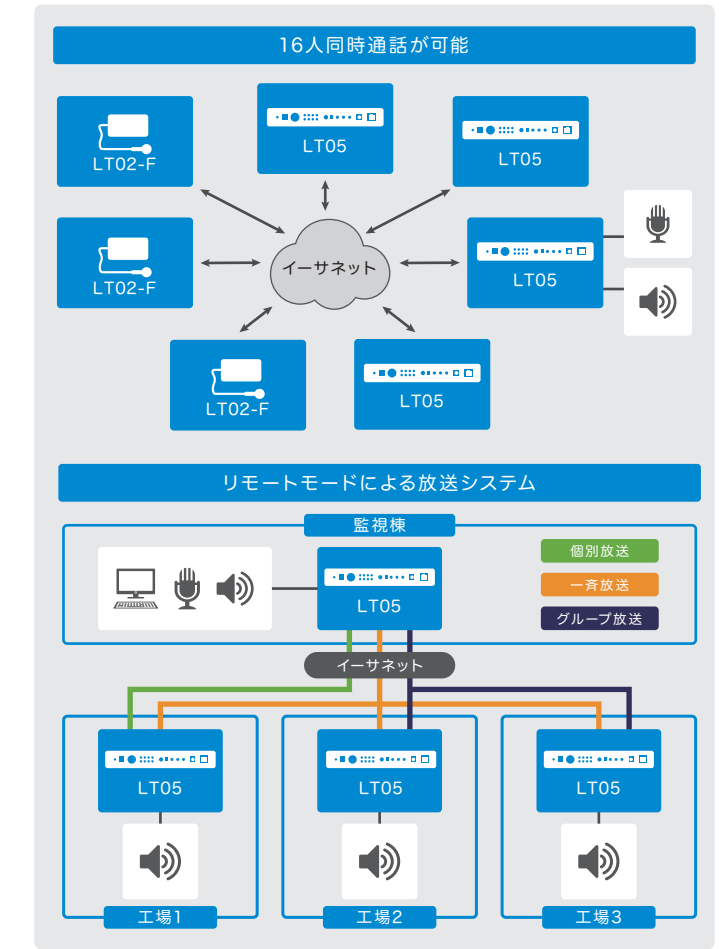 16人同時通話が可能
LT02-F
LT05
LT05
LT02-F
イーサネット
LT05
LT02-F
LT05
リモートモードによる放送システム
監視棟
個別放送
一斉放送
グループ放送
LT05
イーサネット
LT05
LT05
LT05
工場1
工場2
工場3